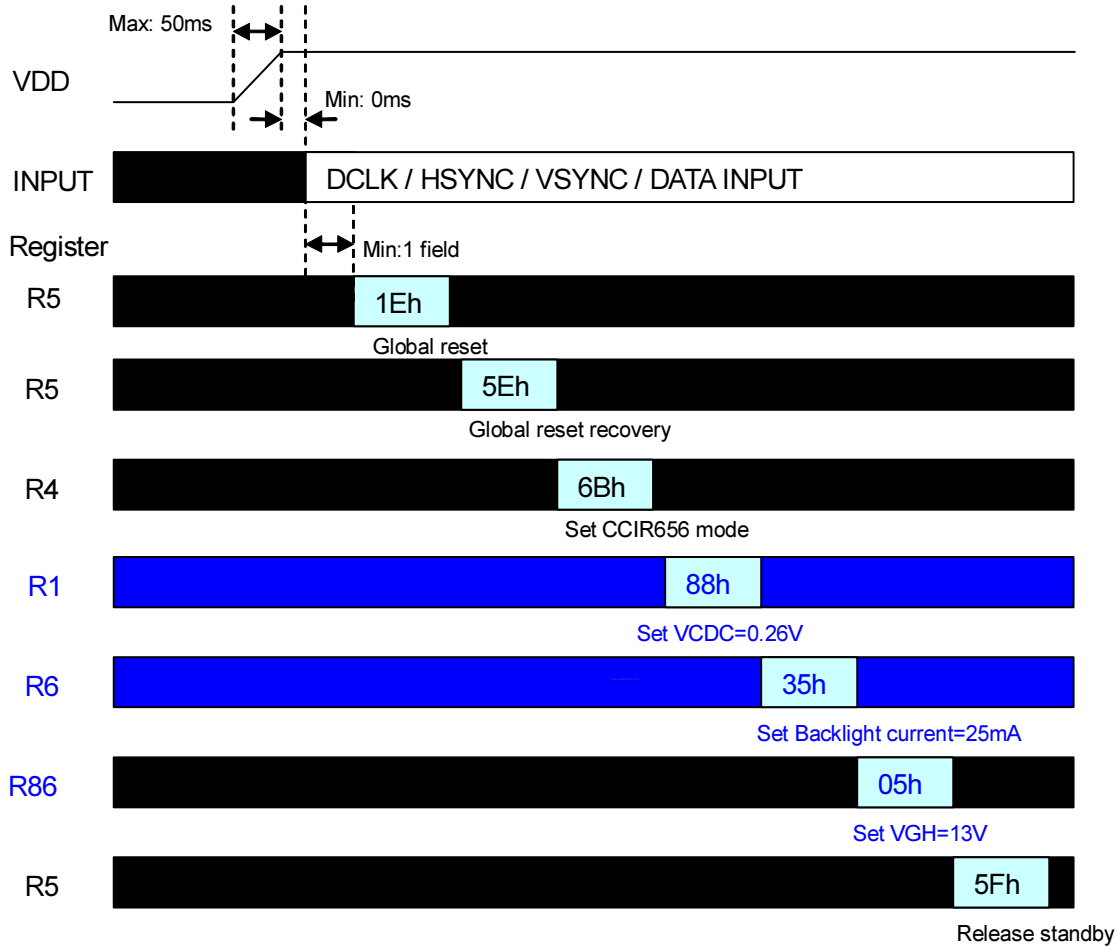 Max: 50ms
VDD
Min: 0ms
INPUT
DCLK / HSYNC / VSYNC / DATA INPUT
Register
Min:1 field
R5
1Eh
Global reset
R5
5Eh
Global reset recovery
R4
6Bh
Set CCIR656 mode
R1
88h
Set VCDC=0.26V
R6
35h
Set Backlight current=25mA
R86
05h
Set VGH=13V
R5
5Fh
Release standby